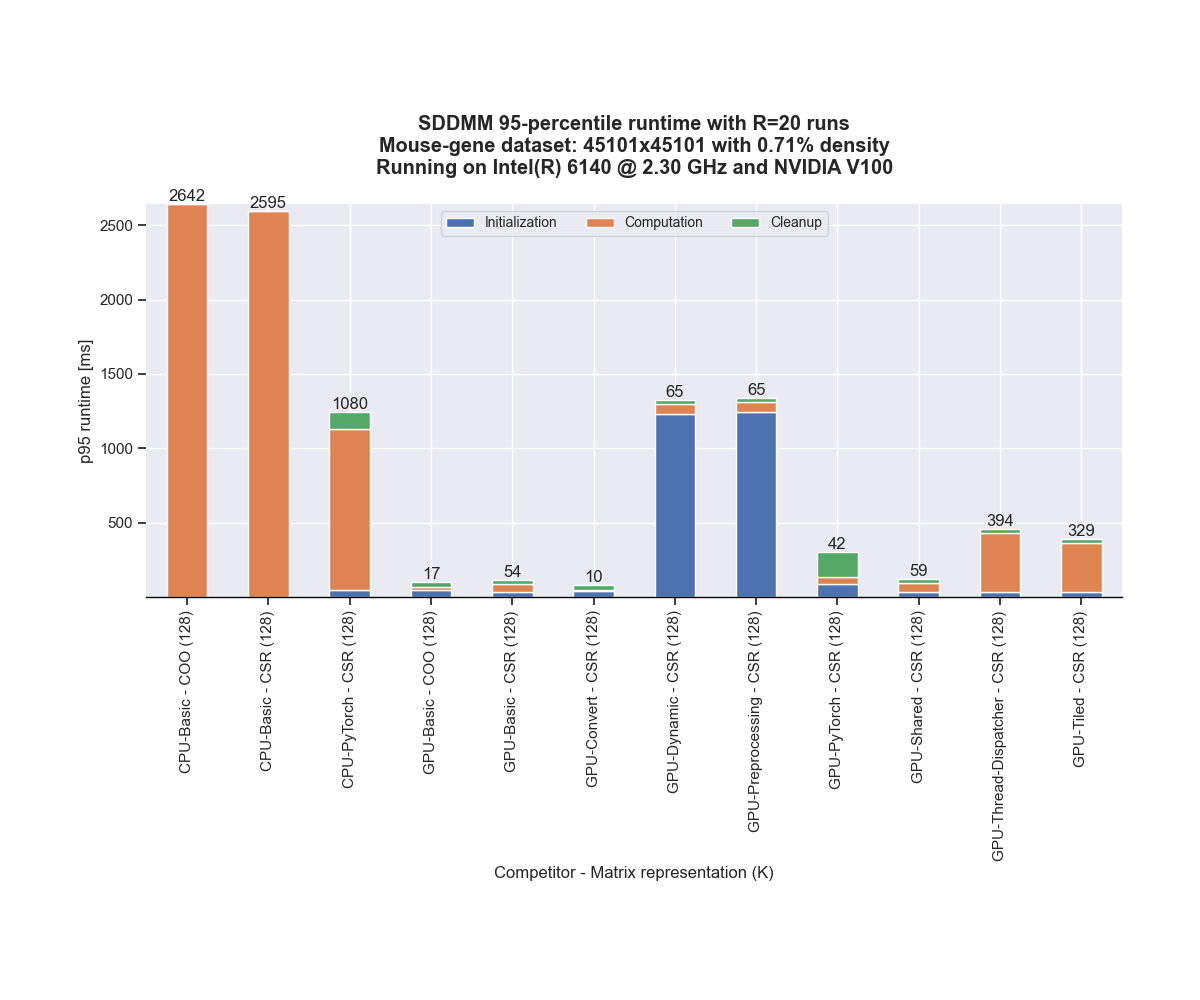 SDDMM 95-percentile runtime with R=20 runs
Mouse-gene dataset: 45101x45101 with 0.71% density
Running on Intel(R) 6140 @ 2.30 GHz and NVIDIA V100
Initialization Computation Cleanup
p95 runtime [ms]
2500
2000
1500
1000
500
2642
2595
1080
17
54
10
65
65
42
59
394
329
CPU-Basic - COO (128)
CPU-Basic - CSR (128)
CPU-PyTorch - CSR (128)
GPU-Basic - COO (128)
GPU-Basic - CSR (128)
GPU-Convert - CSR (128)
GPU-Dynamic - CSR (128)
GPU-Preprocessing - CSR (128)
GPU-PyTorch - CSR (128)
GPU-Shared - CSR (128)
GPU-Thread-Dispatcher - CSR (128)
GPU-Tiled - CSR (128)
Competitor - Matrix representation (K)